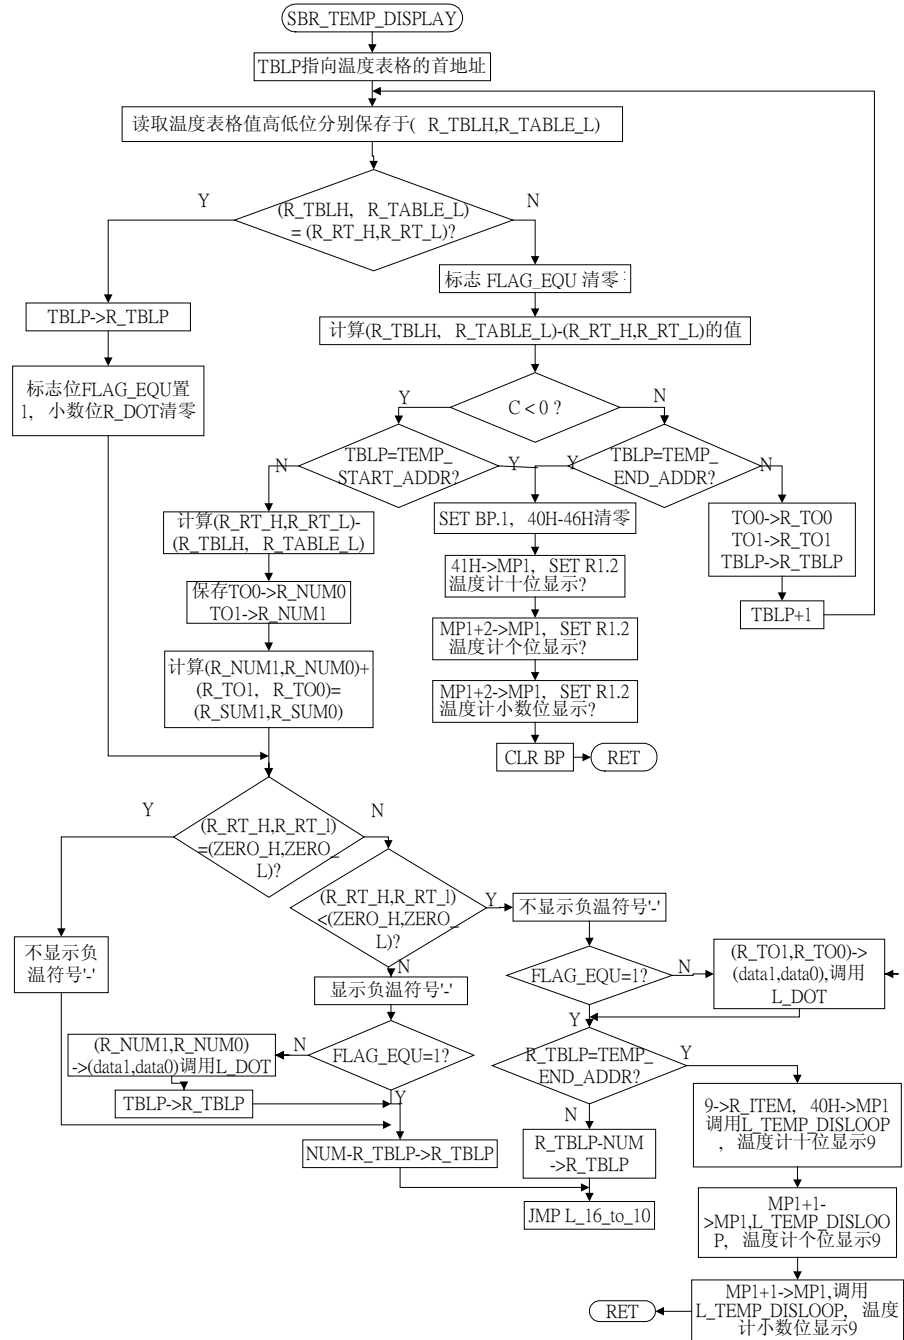 SBR_TEMP_DISPLAY
TBLP指向温度表格的首地址
读取温度表格值高低位分别保存于( R_TBLH,R_TABLE_L)
Y
N
(R_TBLH, R_TABLE_L)
= (R_RT_H,R_RT_L)?
标志 FLAG_EQU 清零
TBLP->R_TBLP
计算(R_TBLH, R_TABLE_L)-(R_RT_H,R_RT_L)的值
标志位FLAG_EQU置
1, 小数位R_DOT清零
Y
C < 0 ?
N
TBLP=TEMP_
START_ADDR?
N
Y
TBLP=TEMP_
END_ADDR?
Y
N
计算(R_RT_H,R_RT_L)-
(R_TBLH, R_TABLE_L)
SET BP.1, 40H-46H清零
TO0->R_TO0
TO1->R_TO1
TBLP->R_TBLP
保存TO0->R_NUM0
TO1->R_NUM1
41H->MP1, SET R1.2
温度计十位显示?
TBLP+1
MP1+2->MP1, SET R1.2
温度计个位显示?
计算(R_NUM1,R_NUM0)+
(R_TO1, R_TO0)=
(R_SUM1,R_SUM0)
MP1+2->MP1, SET R1.2
温度计小数位显示?
CLR BP
RET
Y
N
(R_RT_H,R_RT_l)
=(ZERO_H,ZERO_
L)?
(R_RT_H,R_RT_l)
<(ZERO_H,ZERO_
L)?
Y
N
不显示负温符号'-'
不显示负
温符号'-'
显示负温符号'-'
FLAG_EQU=1?
N
Y
(R_TO1,R_TO0)->
(data1,data0),调用
L_DOT
(R_NUM1,R_NUM0)
->(data1,data0)调用L_DOT
N
FLAG_EQU=1?
Y
R_TBLP=TEMP_
END_ADDR?
Y
N
TBLP->R_TBLP
NUM-R_TBLP->R_TBLP
R_TBLP-NUM
->R_TBLP
9->R_ITEM, 40H->MP1
调用L_TEMP_DISLOOP
, 温度计十位显示9
JMP L_16_to_10
MP1+1-
>MP1,L_TEMP_DISLOO
P, 温度计个位显示9
MP1+1->MP1,调用
L_TEMP_DISLOOP, 温度
计小数位显示9
RET